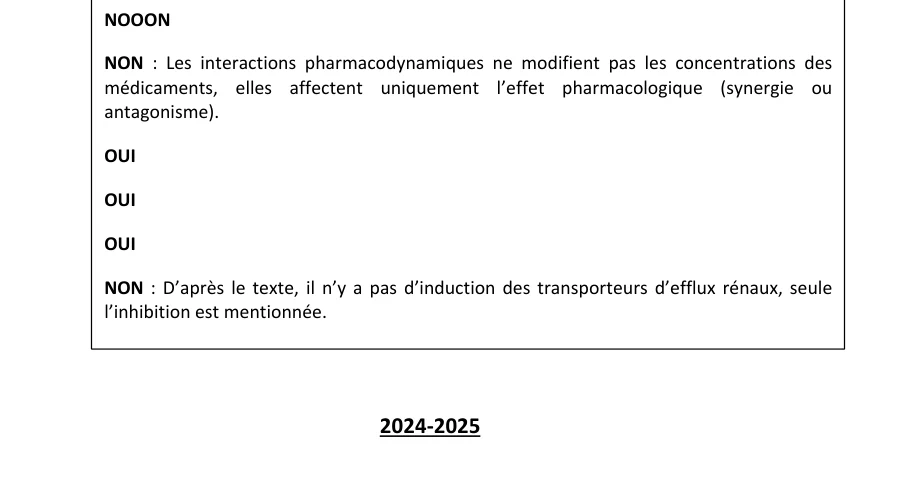 NOOON
NON : Les interactions pharmacodynamiques ne modifient pas les concentrations des
médicaments, elles affectent uniquement l’effet pharmacologique (synergie ou
antagonisme).
OUI
OUI
OUI
NON : D’après le texte, il n’y a pas d’induction des transporteurs d’efflux rénaux, seule
l’inhibition est mentionnée.
2024-2025